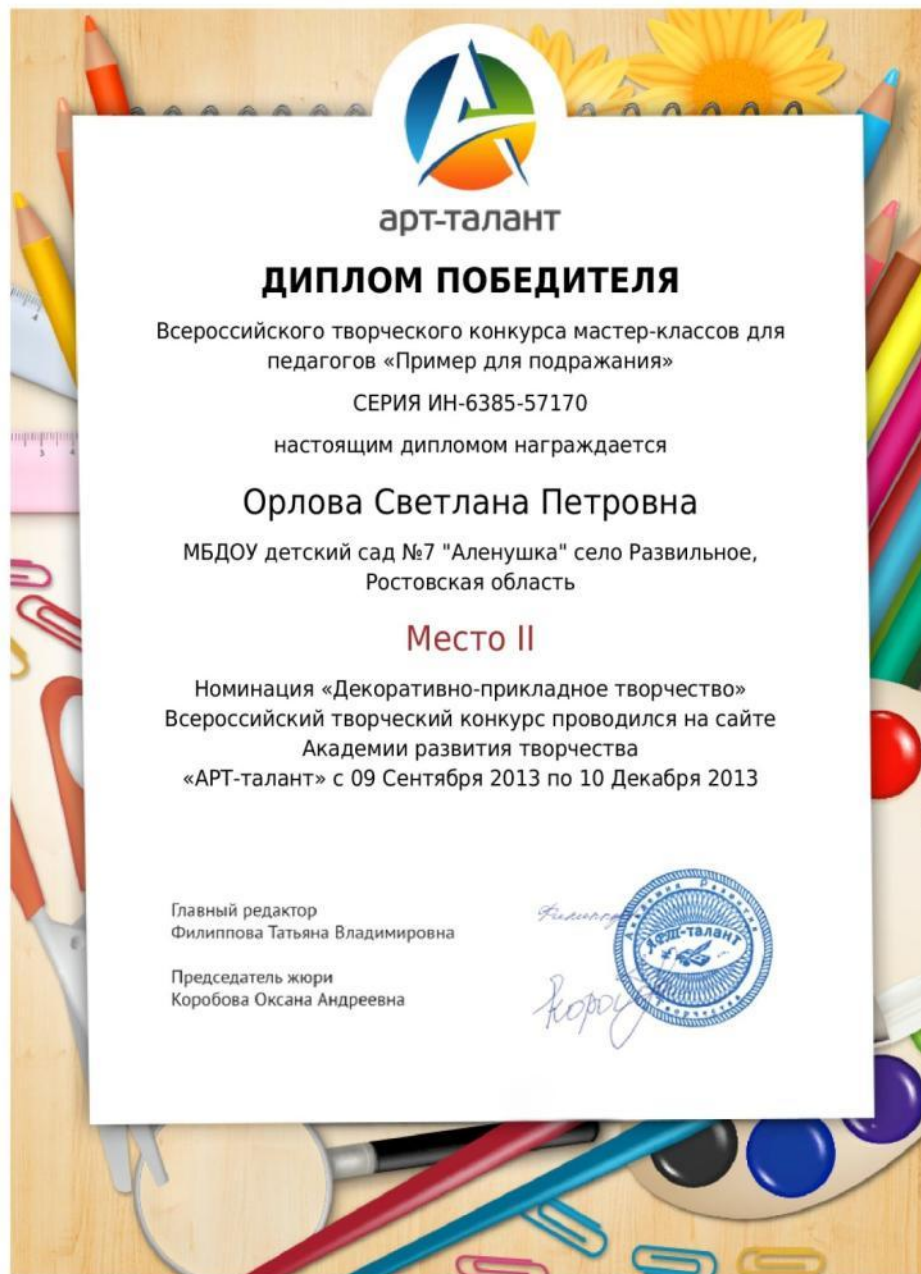 арт-талант
ДИПЛОМ ПОБЕДИТЕЛЯ
Всероссийского творческого конкурса мастер-классов для
педагогов «Пример для подражания»
СЕРИЯ ИН-6385-57170
настоящим дипломом награждается
Орлова Светлана Петровна
МБДОУ детский сад №7 "Аленушка" село Развильное,
Ростовская область
Место II
Номинация «Декоративно-прикладное творчество»
Всероссийский творческий конкурс проводился на сайте
Академии развития творчества
«АРТ-талант» с 09 Сентября 2013 по 10 Декабря 2013
Главный редактор
Филиппова Татьяна Владимировна
Председатель жюри
Коробова Оксана Андреевна
Академия Развития
АРТ-талант
Творчества